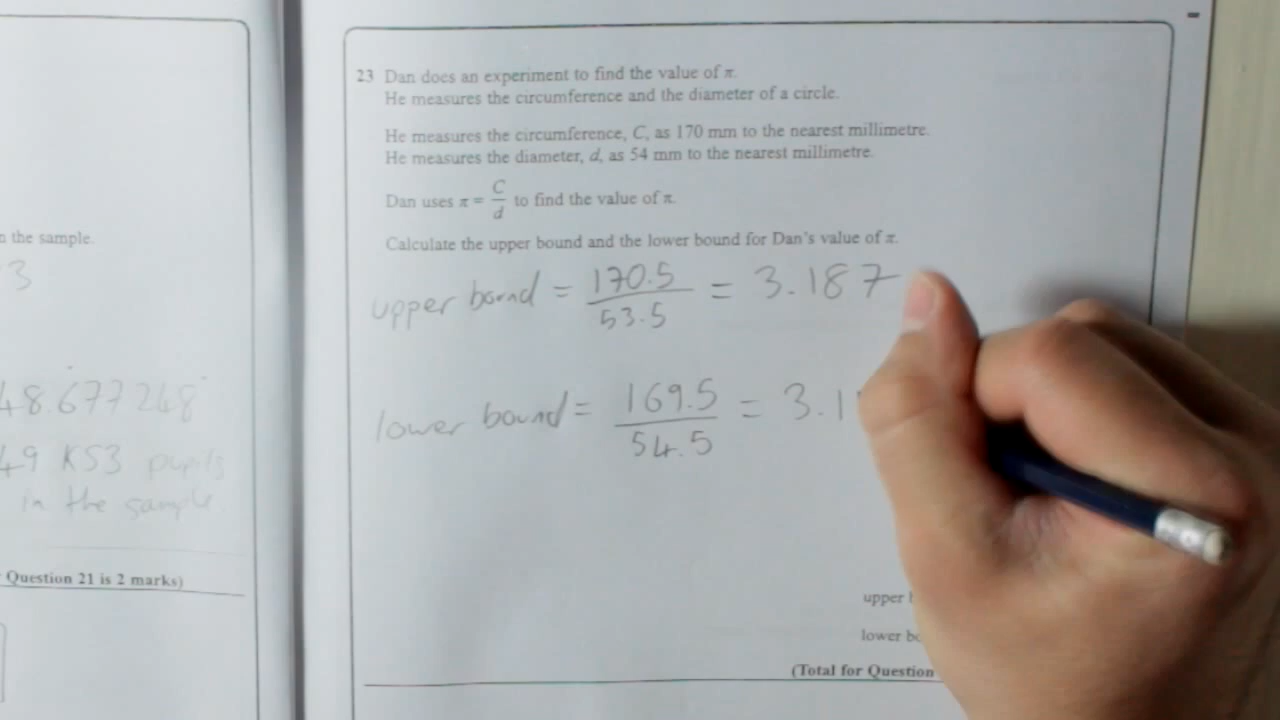 n the sample.
3
48.677248
49 KS3 pupils
in the sample
Question 21 is 2 marks)
23 Dan does an experiment to find the value of π.
He measures the circumference and the diameter of a circle.
He measures the circumference, C, as 170 mm to the nearest millimetre.
He measures the diameter, d, as 54 mm to the nearest millimetre.
Dan uses π = C/d to find the value of π.
Calculate the upper bound and the lower bound for Dan's value of π.
upper bound = 170.5/53.5 = 3.187
lower bound = 169.5/54.5 = 3.1
upper
lower
(Total for Question